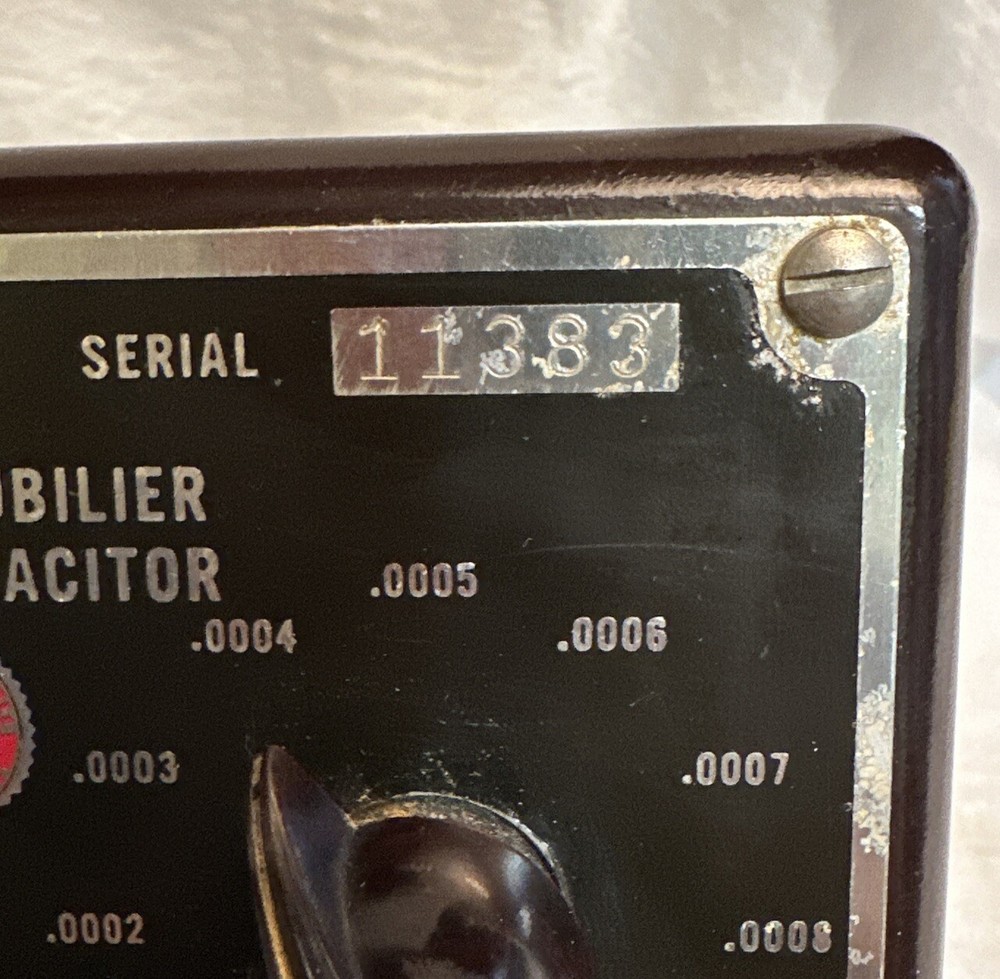 SERIAL 11383
UBILIER
ACITOR
.0005
.0004
.0006
.0003
.0007
.0002
.0008